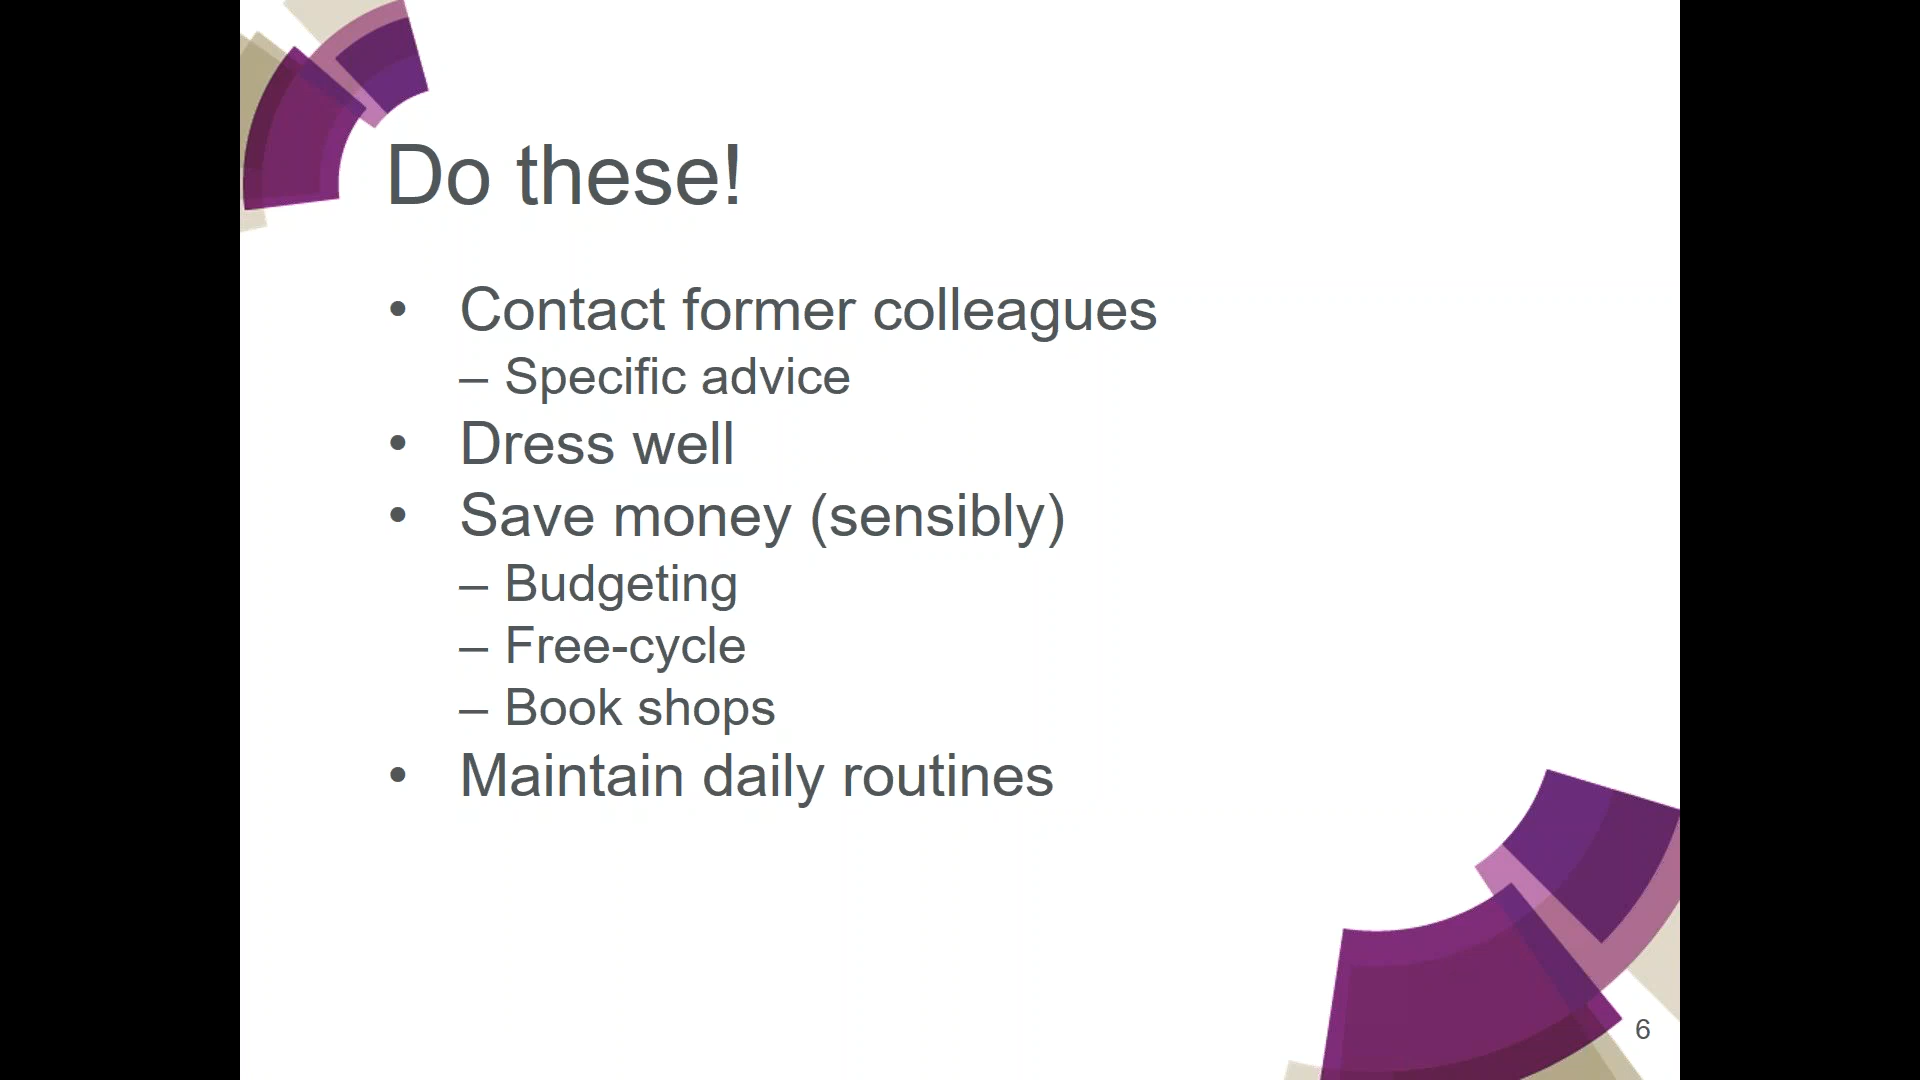 Do these!
• Contact former colleagues
– Specific advice
• Dress well
• Save money (sensibly)
– Budgeting
– Free-cycle
– Book shops
• Maintain daily routines
6